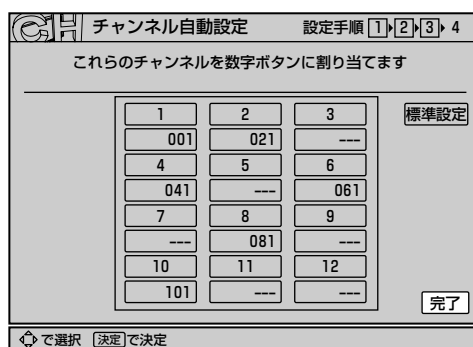 CH チャンネル自動設定 設定手順 1 2 3 4
これらのチャンネルを数字ボタンに割り当てます
標準設定
1 2 3
001 021 ---
4 5 6
041 --- 061
7 8 9
--- 081 ---
10 11 12
101 --- ---
完了
で選択 決定で決定